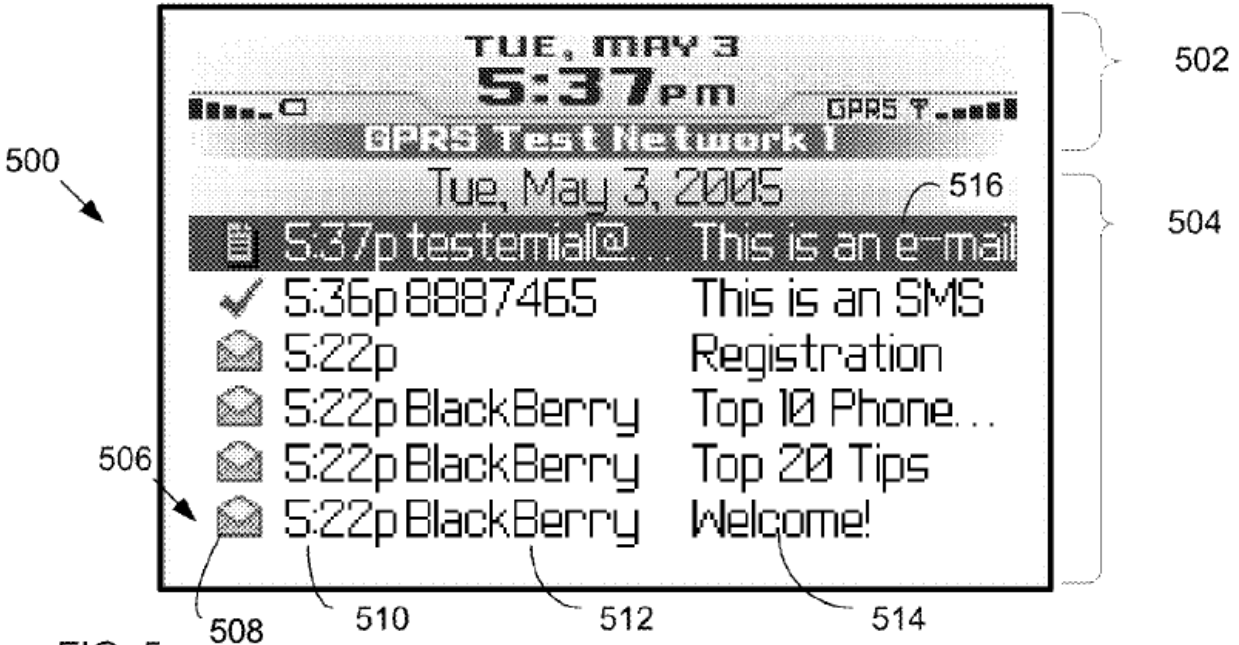 TUE, MAY 3
502
5:37PM
GPRS
GPRS Test Network 1
500
Tue, May 3, 2005
516
504
5:37p testemial@... This is an e-mail
5:36p 8887465 This is an SMS
5:22p Registration
5:22p BlackBerry Top 10 Phone...
506
5:22p BlackBerry Top 20 Tips
5:22p BlackBerry Welcome!
508
510
512
514